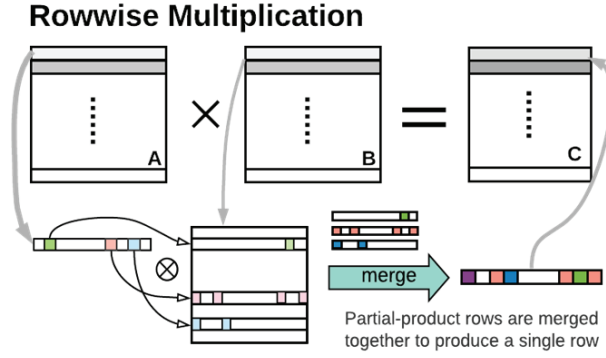 Rowwise Multiplication
A
×
B
=
C
⊗
merge
Partial-product rows are merged
together to produce a single row